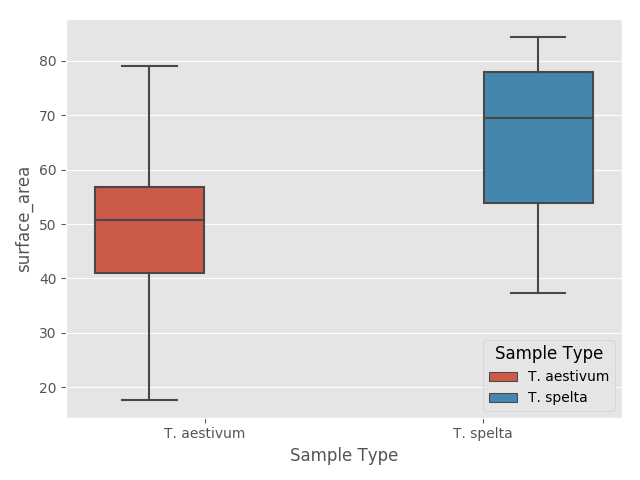 surface_area
80
70
60
50
40
30
20
T. aestivum
T. spelta
Sample Type
Sample Type
T. aestivum
T. spelta